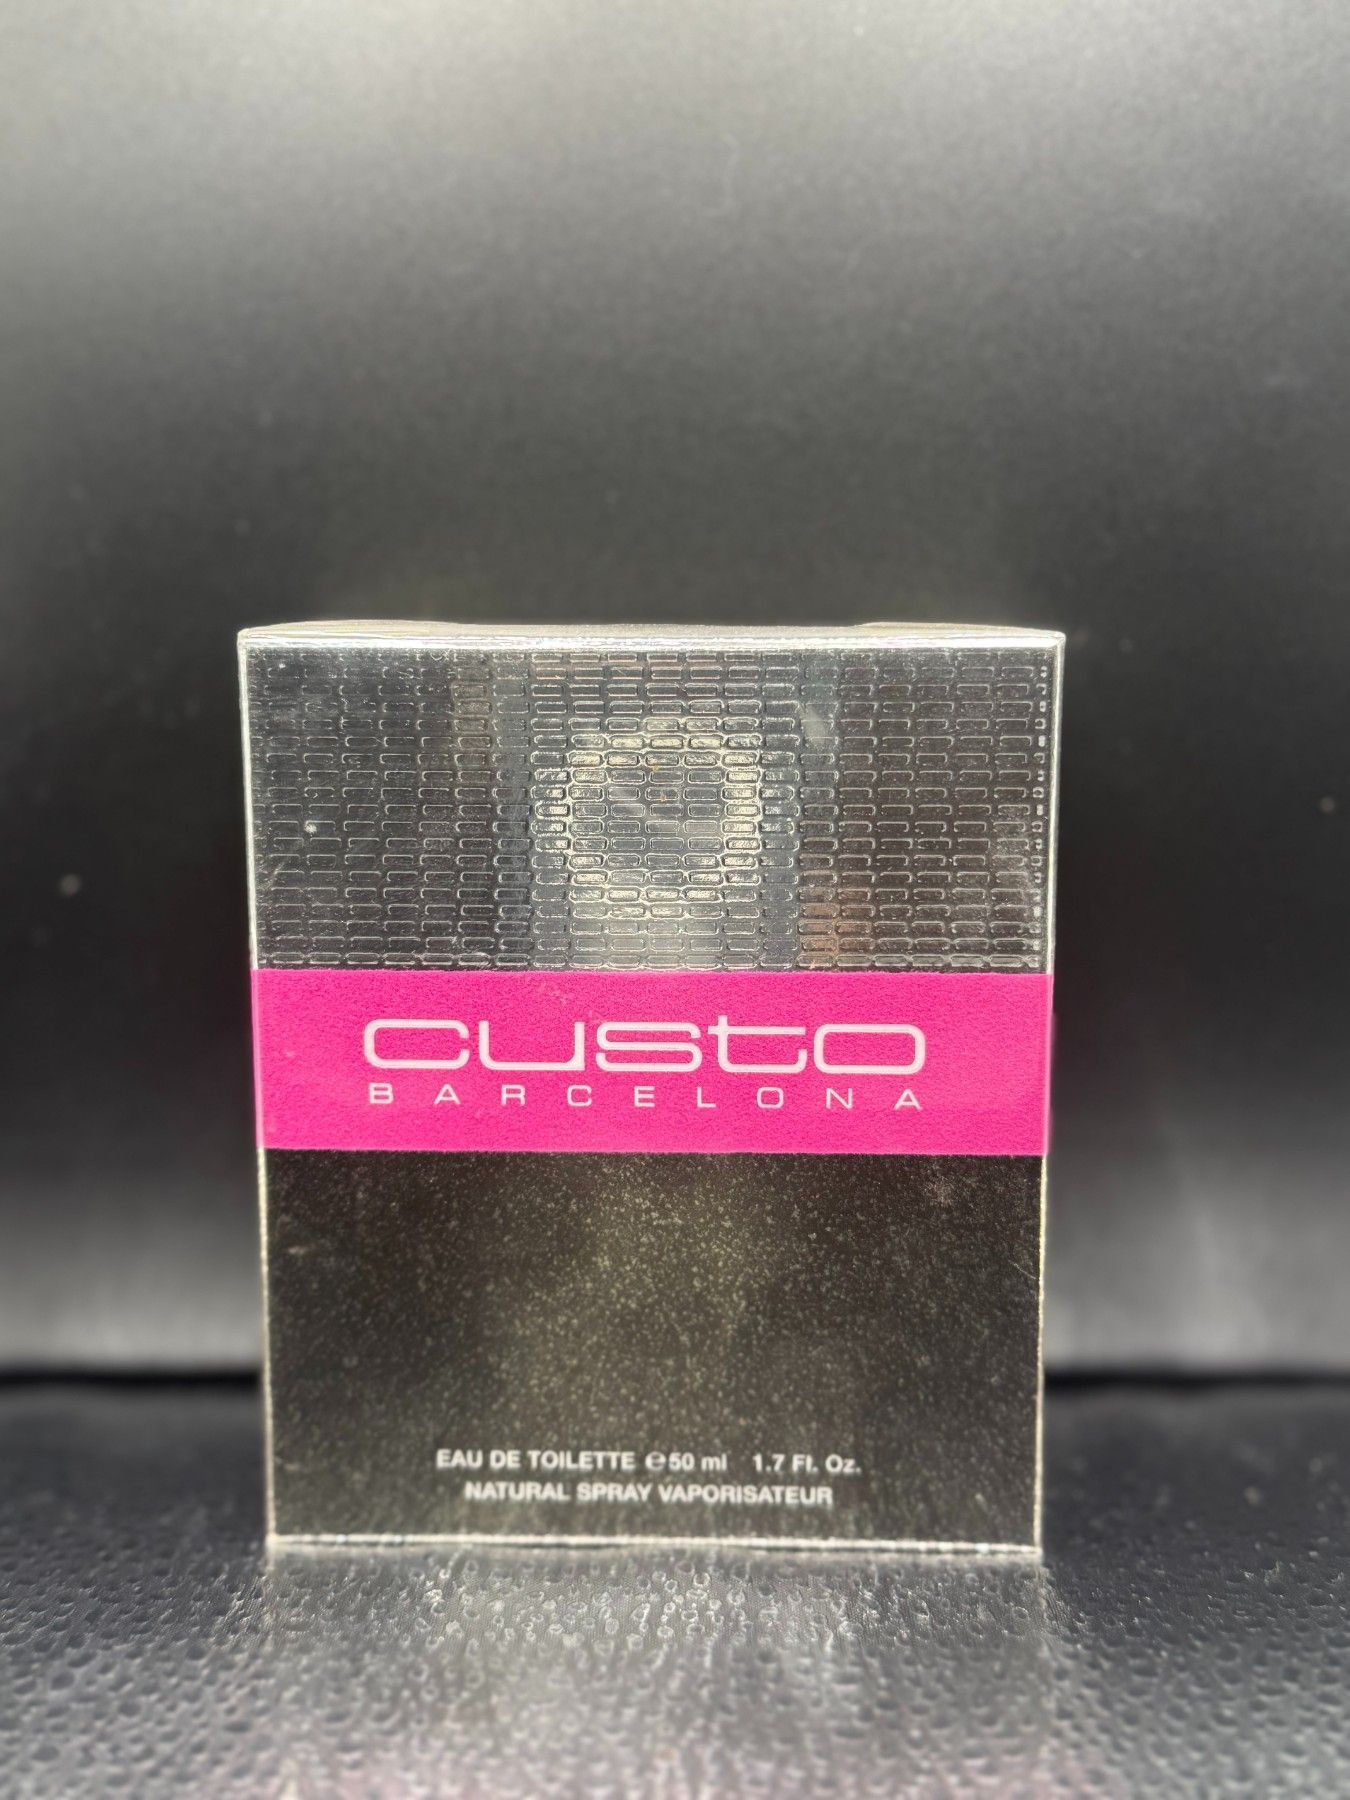 custo
BARCELONA
EAU DE TOILETTE ℮50 ml 1.7 Fl. Oz.
NATURAL SPRAY VAPORISATEUR